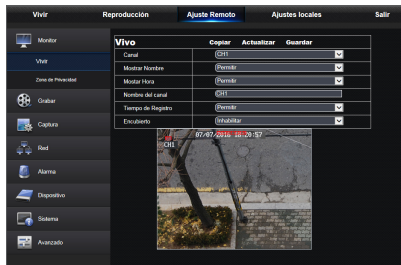 Vivir Reproducción Ajuste Remoto Ajustes locales Salir
Monitor
Vivir
Zona de Privacidad
Grabar
Captura
Red
Alarma
Dispositivo
Sistema
Avanzado
Vivo Copiar Actualizar Guardar
Canal CH1
Mostrar Nombre Permitir
Mostar Hora Permitir
Nombre del canal CH1
Tiempo de Registro Permitir
Encubierto Inhabilitar
07/07/2016 18:20:57
CH1